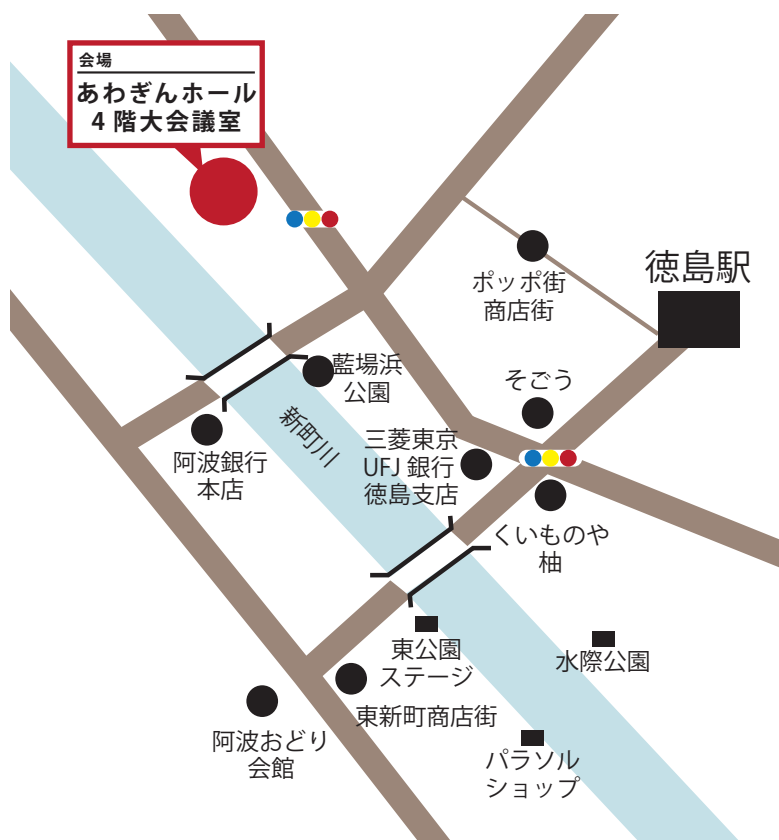 会場
あわぎんホール
4 階大会議室
徳島駅
ポッポ街
商店街
藍場浜
公園
そごう
新町川
三菱東京
UFJ 銀行
徳島支店
阿波銀行
本店
くいものや
柚
東公園
ステージ
水際公園
東新町商店街
阿波おどり
会館
パラソル
ショップ